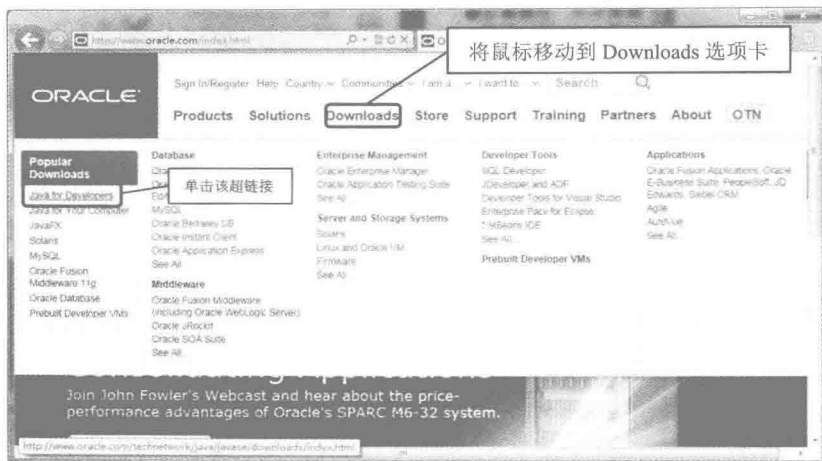 http://www.oracle.com/index.html
将鼠标移动到 Downloads 选项卡
Sign In/Register Help Country Communities I am a I want to Search
ORACLE
Products Solutions Downloads Store Support Training Partners About OTN
Popular
Downloads
Java for Developers
Java for Your Computer
JavaFX
Solaris
MySQL
Oracle Fusion
Middleware 11g
Oracle Database
Prebuilt Developer VMs
单击该超链接
Database
MySQL
Oracle Berkeley DB
Oracle Instant Client
Oracle Application Express
See All
Middleware
Oracle Fusion Middleware
(including Oracle WebLogic Server)
Oracle JRockit
Oracle SOA Suite
See All
Enterprise Management
Oracle Enterprise Manager
Oracle Application Testing Suite
See All
Server and Storage Systems
Solaris
Linux and Oracle VM
Firmware
See All
Developer Tools
SQL Developer
JDeveloper and ADF
Developer Tools for Visual Studio
Enterprise Pack for Eclipse
NetBeans IDE
See All
Prebuilt Developer VMs
Applications
Oracle Fusion Applications, Oracle
E-Business Suite, PeopleSoft, JD
Edwards, Siebel CRM
Agile
AutoVue
See All
Join John Fowler's Webcast and hear about the price-
performance advantages of Oracle's SPARC M6-32 system.
http://www.oracle.com/technetwork/java/javase/downloads/index.html